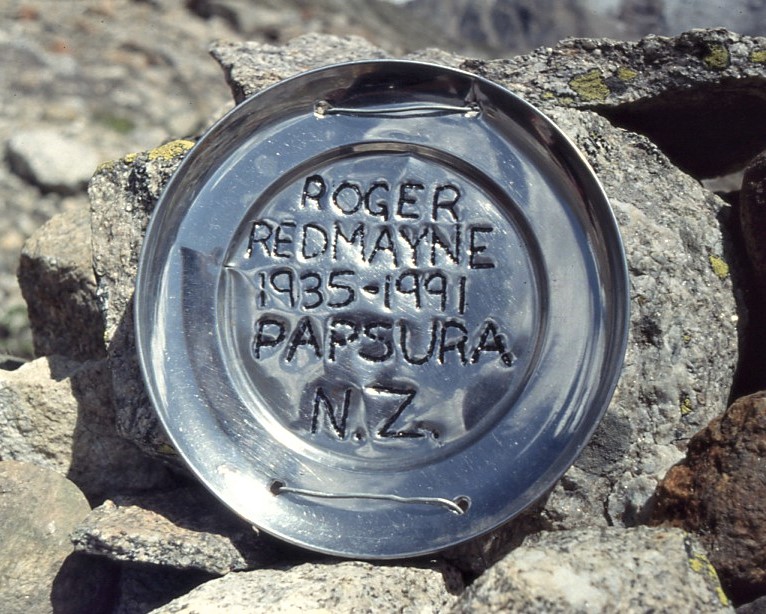 ROGER
REDMAYNE
1935-1991
PAPSURA.
N.Z.